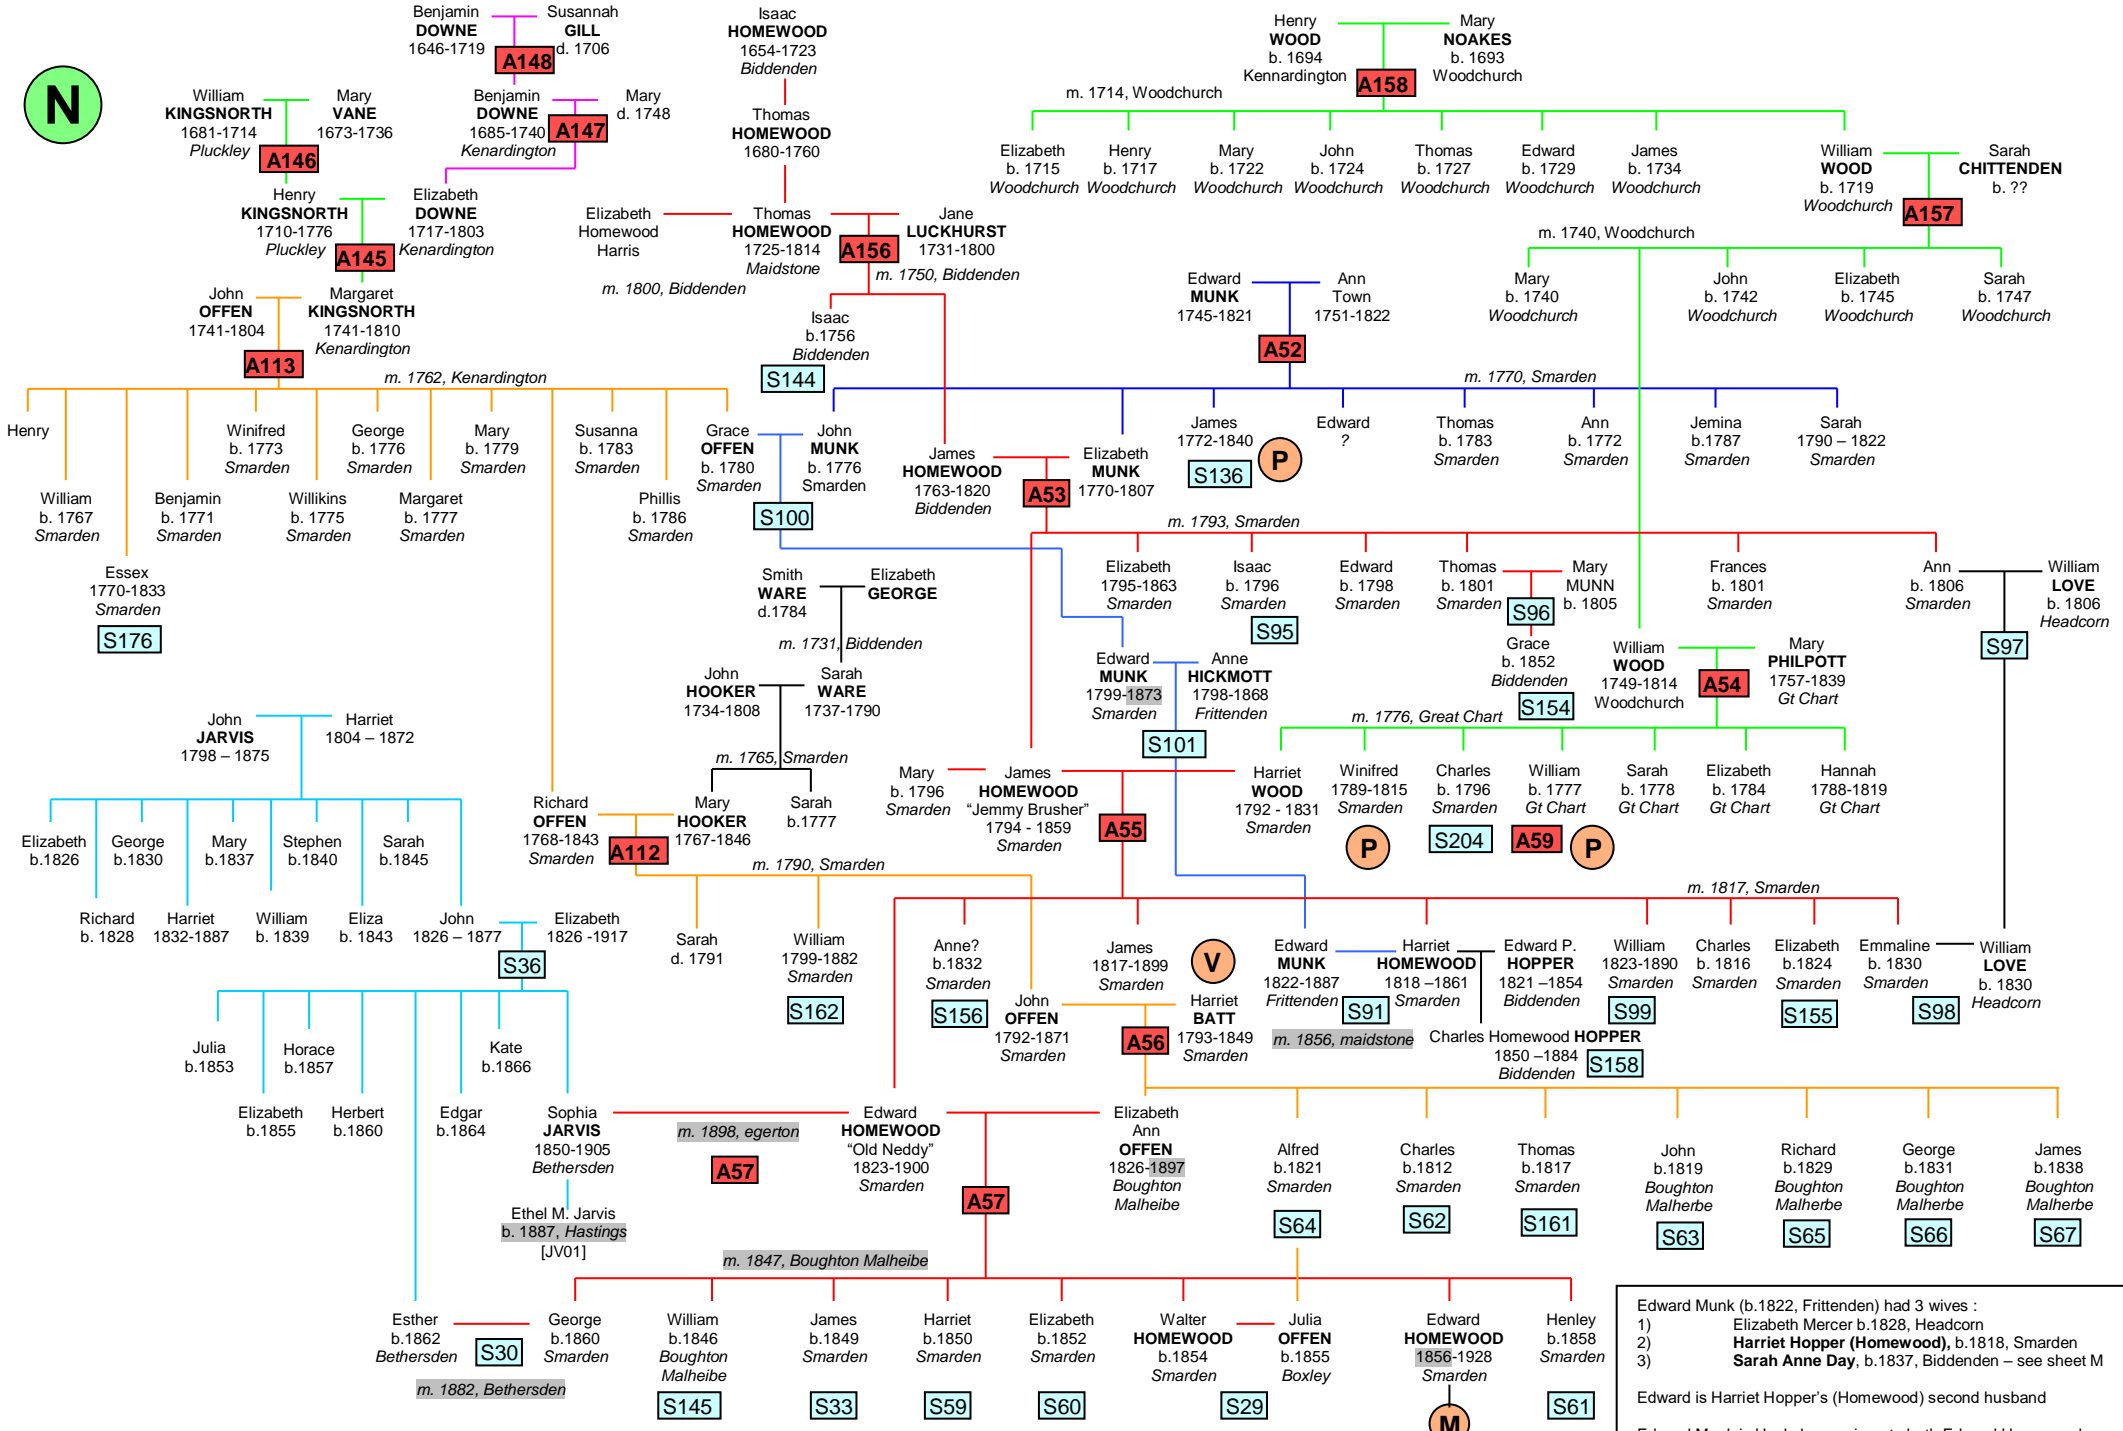 N
Benjamin
DOWNE
1646-1719
Susannah
GILL
d. 1706
A148
Isaac
HOMEWOOD
1654-1723
Biddenden
Henry
WOOD
b. 1694
Kennardington
Mary
NOAKES
b. 1693
Woodchurch
A158
William
KINGSNORTH
1681-1714
Pluckley
Mary
VANE
1673-1736
A146
Benjamin
DOWNE
1685-1740
Kenardington
Mary
d. 1748
A147
Thomas
HOMEWOOD
1680-1760
m. 1714, Woodchurch
Elizabeth
b. 1715
Woodchurch
Henry
b. 1717
Woodchurch
Mary
b. 1722
Woodchurch
John
b. 1724
Woodchurch
Thomas
b. 1727
Woodchurch
Edward
b. 1729
Woodchurch
James
b. 1734
Woodchurch
William
WOOD
b. 1719
Woodchurch
Sarah
CHITTENDEN
b. ??
A157
Henry
KINGSNORTH
1710-1776
Pluckley
Elizabeth
DOWNE
1717-1803
Kenardington
A145
Elizabeth
Homewood
Harris
Thomas
HOMEWOOD
1725-1814
Maidstone
Jane
LUCKHURST
1731-1800
A156
m. 1800, Biddenden
m. 1750, Biddenden
m. 1740, Woodchurch
Mary
b. 1740
Woodchurch
John
b. 1742
Woodchurch
Elizabeth
b. 1745
Woodchurch
Sarah
b. 1747
Woodchurch
John
OFFEN
1741-1804
Margaret
KINGSNORTH
1741-1810
Kenardington
A113
Isaac
b.1756
Biddenden
S144
Edward
MUNK
1745-1821
Ann
Town
1751-1822
A52
m. 1762, Kenardington
m. 1770, Smarden
Henry
William
b. 1767
Smarden
Essex
1770-1833
Smarden
S176
Benjamin
b. 1771
Smarden
Winifred
b. 1773
Smarden
Willikins
b. 1775
Smarden
George
b. 1776
Smarden
Margaret
b. 1777
Smarden
Mary
b. 1779
Smarden
Susanna
b. 1783
Smarden
Phillis
b. 1786
Smarden
Grace
OFFEN
b. 1780
Smarden
John
MUNK
b. 1776
Smarden
S100
James
HOMEWOOD
1763-1820
Biddenden
Elizabeth
MUNK
1770-1807
A53
James
1772-1840
S136
P
Edward
?
Thomas
b. 1783
Smarden
Ann
b. 1772
Smarden
Jemina
b.1787
Smarden
Sarah
1790 – 1822
Smarden
m. 1793, Smarden
Smith
WARE
d.1784
Elizabeth
GEORGE
m. 1731, Biddenden
Elizabeth
1795-1863
Smarden
Isaac
b. 1796
Smarden
S95
Edward
b. 1798
Smarden
Thomas
b. 1801
Smarden
Mary
MUNN
b. 1805
S96
Grace
b. 1852
Biddenden
S154
Frances
b. 1801
Smarden
Ann
b. 1806
Smarden
William
LOVE
b. 1806
Headcorn
S97
John
HOOKER
1734-1808
Sarah
WARE
1737-1790
m. 1765, Smarden
Edward
MUNK
1799-1873
Smarden
Anne
HICKMOTT
1798-1868
Frittenden
S101
William
WOOD
1749-1814
Woodchurch
Mary
PHILPOTT
1757-1839
Gt Chart
A54
m. 1776, Great Chart
John
JARVIS
1798 – 1875
Harriet
1804 – 1872
Richard
OFFEN
1768-1843
Smarden
Mary
HOOKER
1767-1846
A112
Sarah
b.1777
Mary
b. 1796
Smarden
James
HOMEWOOD
“Jemmy Brusher”
1794 - 1859
Smarden
A55
Harriet
WOOD
1792 - 1831
Smarden
Winifred
1789-1815
Smarden
P
Charles
b. 1796
Smarden
S204
William
b. 1777
Gt Chart
A59
P
Sarah
b. 1778
Gt Chart
Elizabeth
b. 1784
Gt Chart
Hannah
1788-1819
Gt Chart
Elizabeth
b.1826
George
b.1830
Mary
b.1837
Stephen
b.1840
Sarah
b.1845
Richard
b. 1828
Harriet
1832-1887
William
b. 1839
Eliza
b. 1843
John
1826 – 1877
Elizabeth
1826 -1917
S36
m. 1790, Smarden
m. 1817, Smarden
Sarah
d. 1791
William
1799-1882
Smarden
S162
Anne?
b.1832
Smarden
S156
James
1817-1899
Smarden
V
Edward
MUNK
1822-1887
Frittenden
Harriet
HOMEWOOD
1818 –1861
Smarden
S91
m. 1856, maidstone
Edward P.
HOPPER
1821 –1854
Biddenden
Charles Homewood HOPPER
1850 –1884
Biddenden
S158
William
1823-1890
Smarden
S99
Charles
b. 1816
Smarden
Elizabeth
b. 1824
Smarden
S155
Emmaline
b. 1830
Smarden
S98
William
LOVE
b. 1830
Headcorn
John
OFFEN
1792-1871
Smarden
Harriet
BATT
1793-1849
Smarden
A56
Julia
b.1853
Horace
b.1857
Kate
b.1866
Elizabeth
b.1855
Herbert
b.1860
Edgar
b.1864
Sophia
JARVIS
1850-1905
Bethersden
m. 1898, egerton
A57
Edward
HOMEWOOD
“Old Neddy”
1823-1900
Smarden
A57
Elizabeth
Ann
OFFEN
1826-1897
Boughton
Malheibe
Alfred
b.1821
Smarden
S64
Charles
b.1812
Smarden
S62
Thomas
b.1817
Smarden
S161
John
b.1819
Boughton
Malherbe
S63
Richard
b.1829
Boughton
Malherbe
S65
George
b.1831
Boughton
Malherbe
S66
James
b.1838
Boughton
Malherbe
S67
Ethel M. Jarvis
b. 1887, Hastings
[JV01]
m. 1847, Boughton Malheibe
Esther
b.1862
Bethersden
S30
m. 1882, Bethersden
George
b.1860
Smarden
William
b.1846
Boughton
Malheibe
S145
James
b.1849
Smarden
S33
Harriet
b.1850
Smarden
S59
Elizabeth
b.1852
Smarden
S60
Walter
HOMEWOOD
b.1854
Smarden
Julia
OFFEN
b.1855
Boxley
S29
Edward
HOMEWOOD
1856-1928
Smarden
M
Henley
b.1858
Smarden
S61
Edward Munk (b.1822, Frittenden) had 3 wives :
1) Elizabeth Mercer b.1828, Headcorn
2) Harriet Hopper (Homewood), b.1818, Smarden
3) Sarah Anne Day, b.1837, Biddenden – see sheet M
Edward is Harriet Hopper's (Homewood) second husband